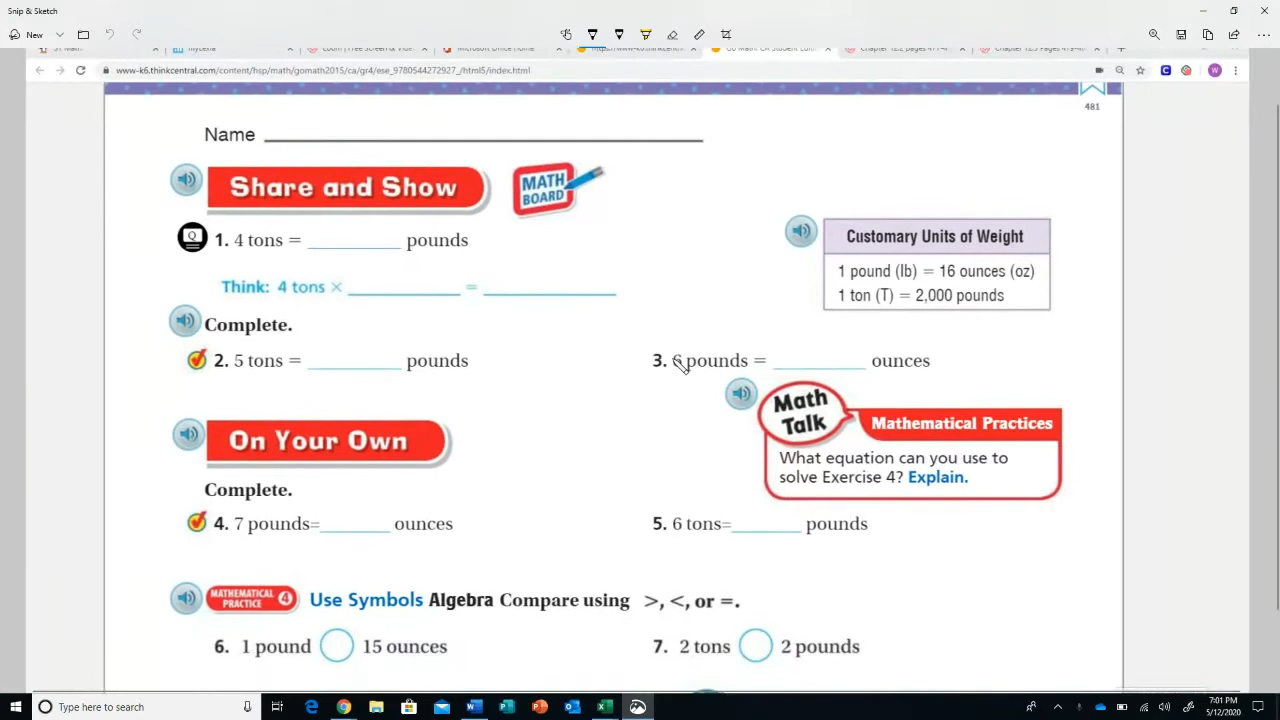 Snip & Sketch
New
www-k6.thinkcentral.com/content/hsp/math/gomath2015/ca/gr4/ese_9780544272927_/html5/index.html
W
481
Name
Share and Show
MATH BOARD
1. 4 tons = pounds
Think: 4 tons × =
Customary Units of Weight
1 pound (lb) = 16 ounces (oz)
1 ton (T) = 2,000 pounds
Complete.
2. 5 tons = pounds
3. 6 pounds = ounces
Math Talk
Mathematical Practices
What equation can you use to
solve Exercise 4? Explain.
On Your Own
Complete.
4. 7 pounds= ounces
5. 6 tons= pounds
MATHEMATICAL PRACTICE 4
Use Symbols Algebra Compare using >, <, or =.
6. 1 pound 15 ounces
7. 2 tons 2 pounds
Type here to search
7:01 PM
5/12/2020